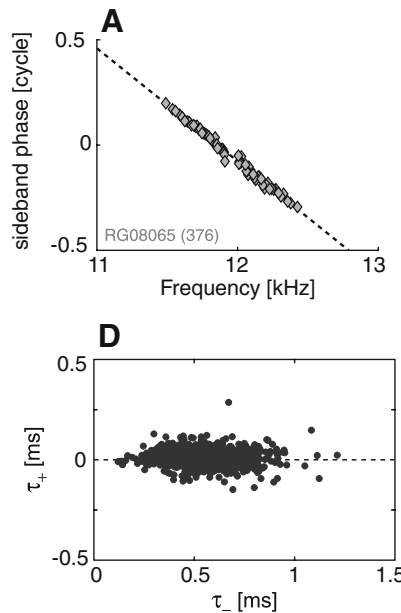 A
0.5
0
-0.5
sideband phase [cycle]
RG08065 (376)
11
12
13
Frequency [kHz]
D
0.5
0
-0.5
τ+ [ms]
0
0.5
1
1.5
τ− [ms]